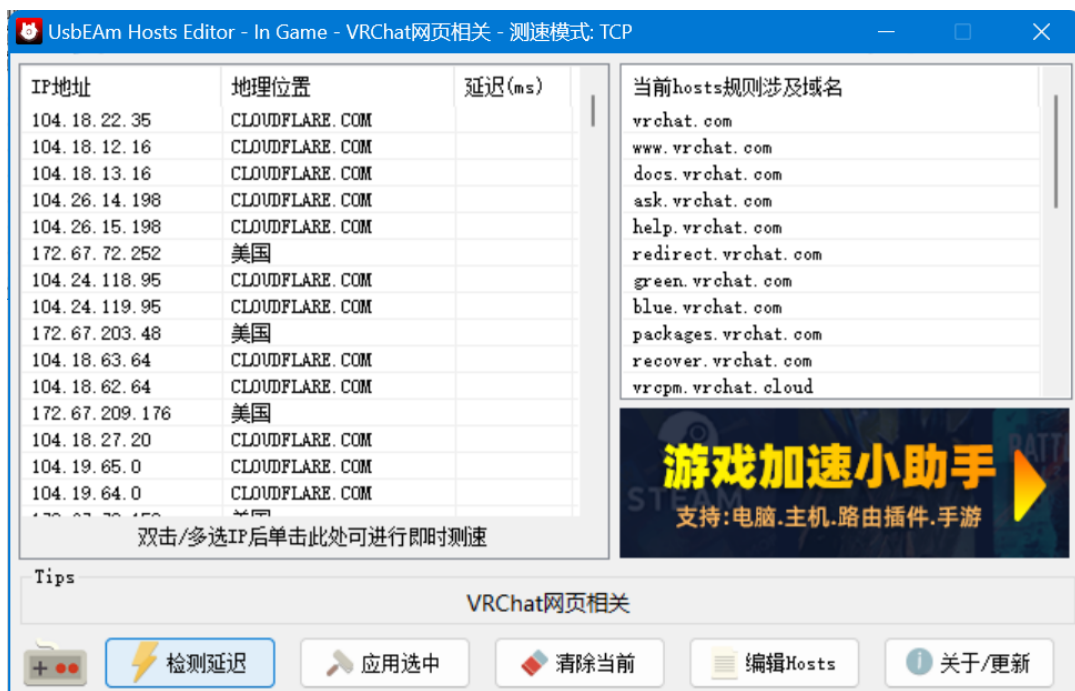 UsbEAm Hosts Editor - In Game - VRChat网页相关 - 测速模式: TCP
IP地址 地理位置 延迟(ms)
104.18.22.35 CLOUDFLARE.COM
104.18.12.16 CLOUDFLARE.COM
104.18.13.16 CLOUDFLARE.COM
104.26.14.198 CLOUDFLARE.COM
104.26.15.198 CLOUDFLARE.COM
172.67.72.252 美国
104.24.118.95 CLOUDFLARE.COM
104.24.119.95 CLOUDFLARE.COM
172.67.203.48 美国
104.18.63.64 CLOUDFLARE.COM
104.18.62.64 CLOUDFLARE.COM
172.67.209.176 美国
104.18.27.20 CLOUDFLARE.COM
104.19.65.0 CLOUDFLARE.COM
104.19.64.0 CLOUDFLARE.COM
双击/多选IP后单击此处可进行即时测速
当前hosts规则涉及域名
vrchat.com
www.vrchat.com
docs.vrchat.com
ask.vrchat.com
help.vrchat.com
redirect.vrchat.com
green.vrchat.com
blue.vrchat.com
packages.vrchat.com
recover.vrchat.com
vrcpm.vrchat.cloud
STEAM
游戏加速小助手
支持:电脑.主机.路由插件.手游
Tips
VRChat网页相关
检测延迟
应用选中
清除当前
编辑Hosts
关于/更新